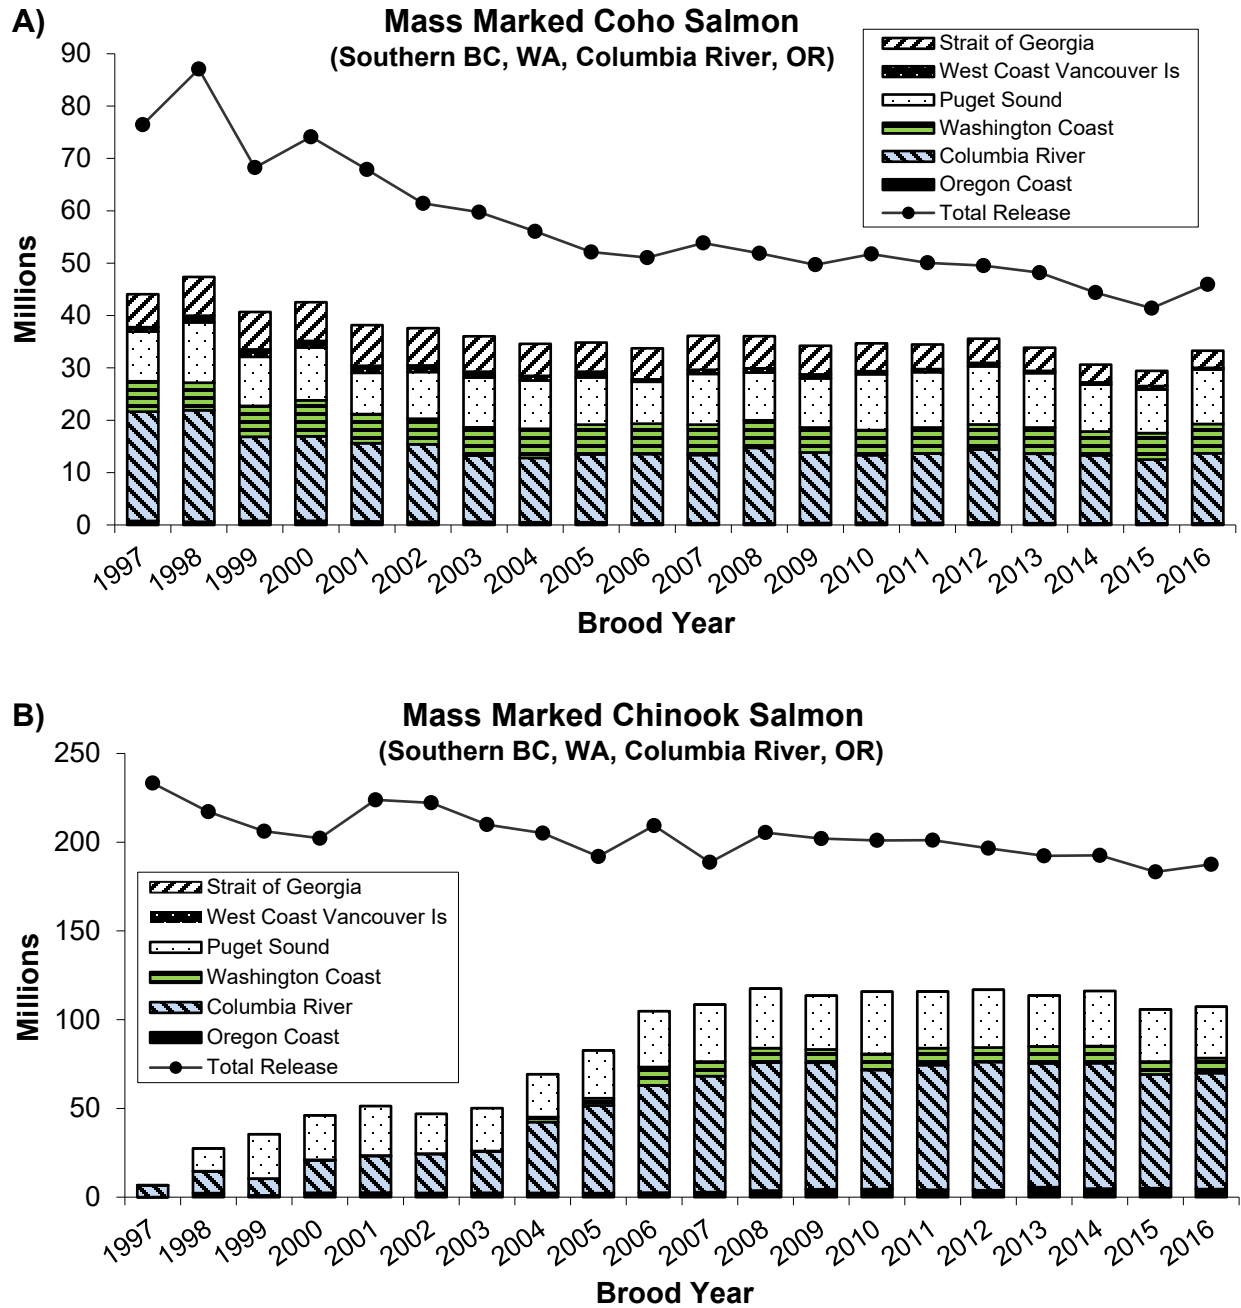 A)
Mass Marked Coho Salmon
(Southern BC, WA, Columbia River, OR)
90
80
70
60
50
40
30
20
10
0
Millions
Strait of Georgia
West Coast Vancouver Is
Puget Sound
Washington Coast
Columbia River
Oregon Coast
Total Release
1997 1998 1999 2000 2001 2002 2003 2004 2005 2006 2007 2008 2009 2010 2011 2012 2013 2014 2015 2016
Brood Year
B)
Mass Marked Chinook Salmon
(Southern BC, WA, Columbia River, OR)
250
200
150
100
50
0
Millions
Strait of Georgia
West Coast Vancouver Is
Puget Sound
Washington Coast
Columbia River
Oregon Coast
Total Release
1997 1998 1999 2000 2001 2002 2003 2004 2005 2006 2007 2008 2009 2010 2011 2012 2013 2014 2015 2016
Brood Year